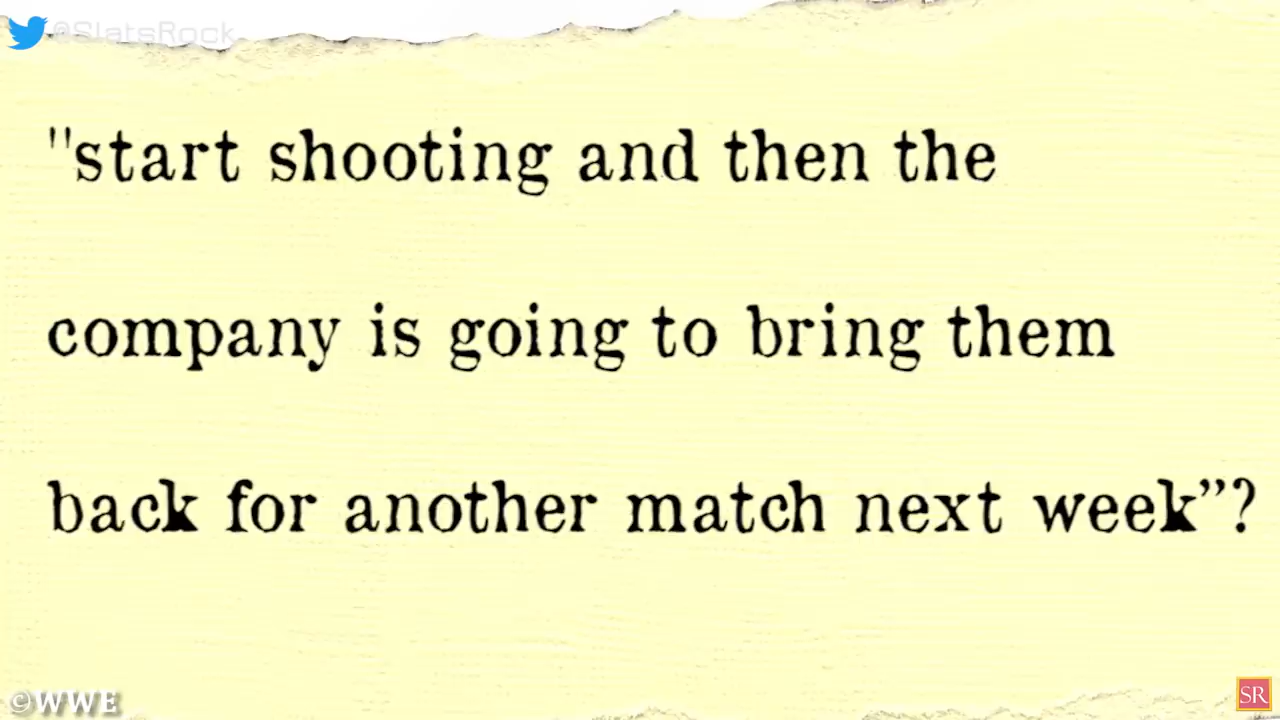 @SlatsRock
"start shooting and then the
company is going to bring them
back for another match next week”?
©WWE
SR